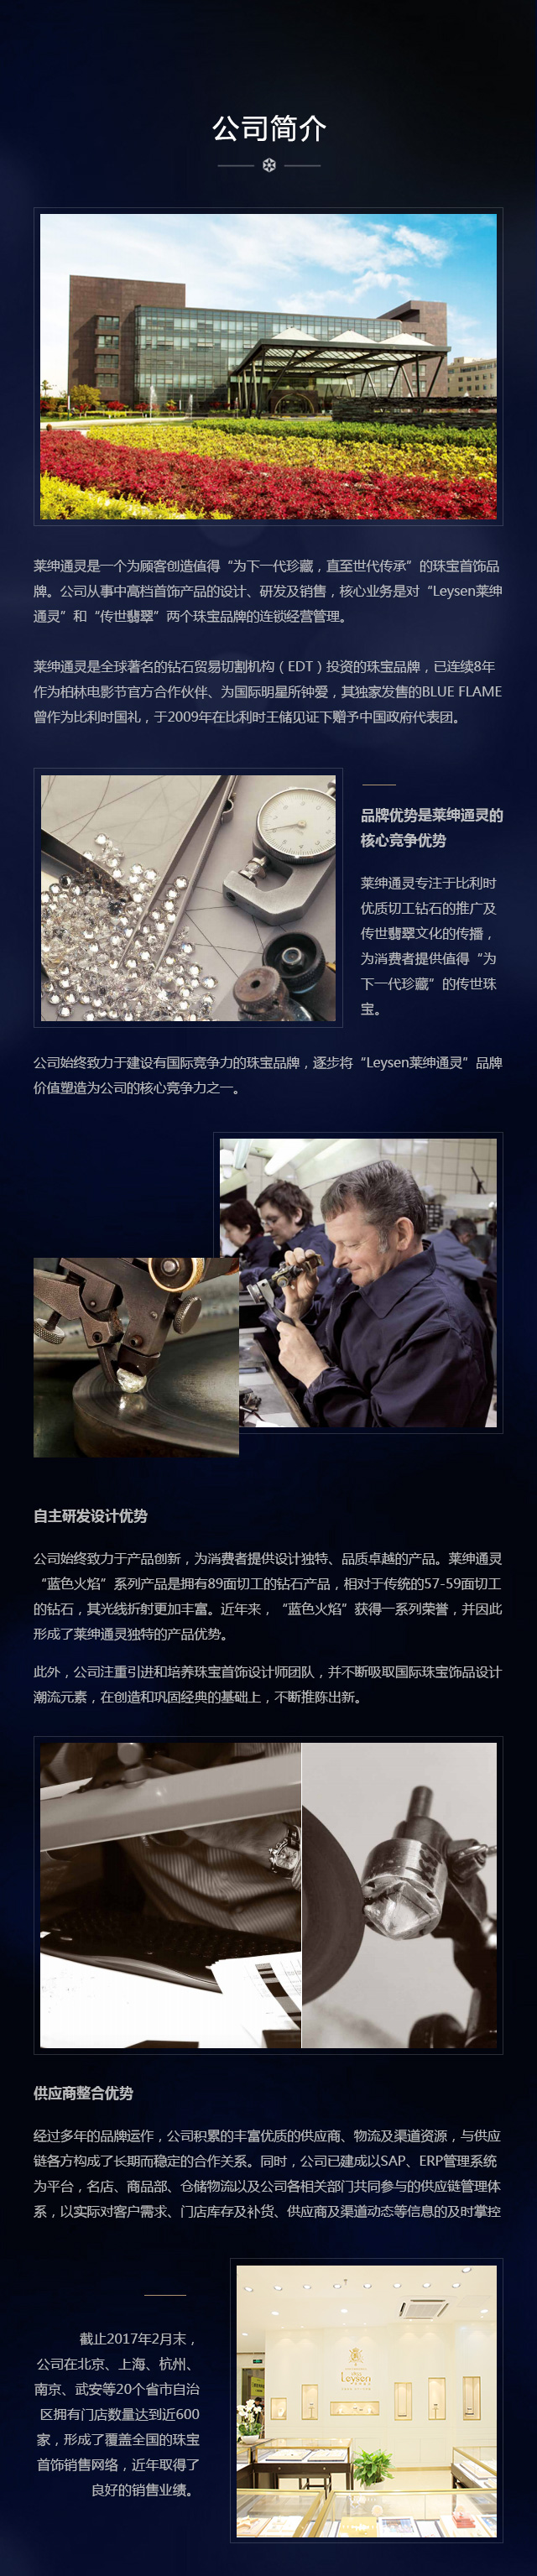 公司简介
莱绅通灵是一个为顾客创造值得“为下一代珍藏，直至世代传承”的珠宝首饰品
牌。公司从事中高档首饰产品的设计、研发及销售，核心业务是对“Leysen莱绅
通灵”和“传世翡翠”两个珠宝品牌的连锁经营管理。
莱绅通灵是全球著名的钻石贸易切割机构（EDT）投资的珠宝品牌，已连续8年
作为柏林电影节官方合作伙伴、为国际明星所钟爱，其独家发售的BLUE FLAME
曾作为比利时国礼，于2009年在比利时王储见证下赠予中国政府代表团。
品牌优势是莱绅通灵的
核心竞争优势
莱绅通灵专注于比利时
优质切工钻石的推广及
传世翡翠文化的传播，
为消费者提供值得“为
下一代珍藏”的传世珠
宝。
公司始终致力于建设有国际竞争力的珠宝品牌，逐步将“Leysen莱绅通灵”品牌
价值塑造为公司的核心竞争力之一。
自主研发设计优势
公司始终致力于产品创新，为消费者提供设计独特、品质卓越的产品。莱绅通灵
“蓝色火焰”系列产品是拥有89面切工的钻石产品，相对于传统的57-59面切工
的钻石，其光线折射更加丰富。近年来，“蓝色火焰”获得一系列荣誉，并因此
形成了莱绅通灵独特的产品优势。
此外，公司注重引进和培养珠宝首饰设计师团队，并不断吸取国际珠宝饰品设计
潮流元素，在创造和巩固经典的基础上，不断推陈出新。
供应商整合优势
经过多年的品牌运作，公司积累的丰富优质的供应商、物流及渠道资源，与供应
链各方构成了长期而稳定的合作关系。同时，公司已建成以SAP、ERP管理系统
为平台，名店、商品部、仓储物流以及公司各相关部门共同参与的供应链管理体
系，以实际对客户需求、门店库存及补货、供应商及渠道动态等信息的及时掌控
截止2017年2月末，
公司在北京、上海、杭州、
南京、武安等20个省市自治
区拥有门店数量达到近600
家，形成了覆盖全国的珠宝
首饰销售网络，近年取得了
良好的销售业绩。
Leysen